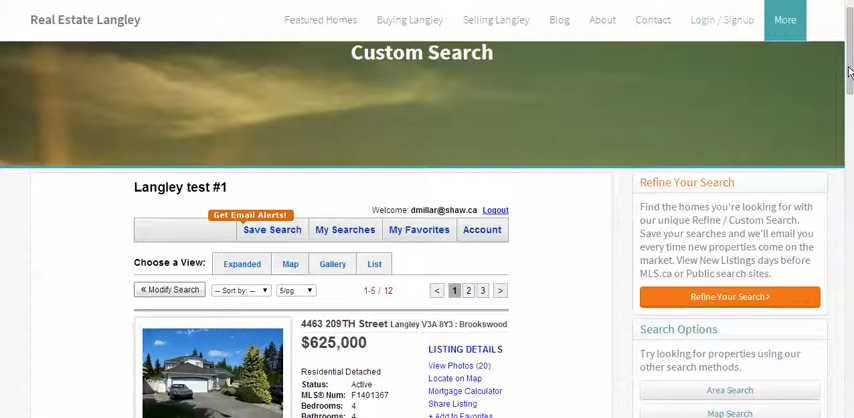 Real Estate Langley
Featured Homes Buying Langley Selling Langley Blog About Contact Login / Signup More
Custom Search
Langley test #1
Welcome: dmillar@shaw.ca Logout
Get Email Alerts!
Save Search My Searches My Favorites Account
Choose a View: Expanded Map Gallery List
« Modify Search -- Sort by: -- 5/pg 1-5 / 12 < 1 2 3 >
4463 209TH Street Langley V3A 8Y3 : Brookswood
$625,000
Residential Detached
Status: Active
MLS® Num: F1401367
Bedrooms: 4
Bathrooms: 4
LISTING DETAILS
View Photos (20)
Locate on Map
Mortgage Calculator
Share Listing
+ Add to Favorites
Refine Your Search
Find the homes you're looking for with
our unique Refine / Custom Search.
Save your searches and we'll email you
every time new properties come on the
market. View New Listings days before
MLS.ca or Public search sites.
Refine Your Search >
Search Options
Try looking for properties using our
other search methods.
Area Search
Map Search